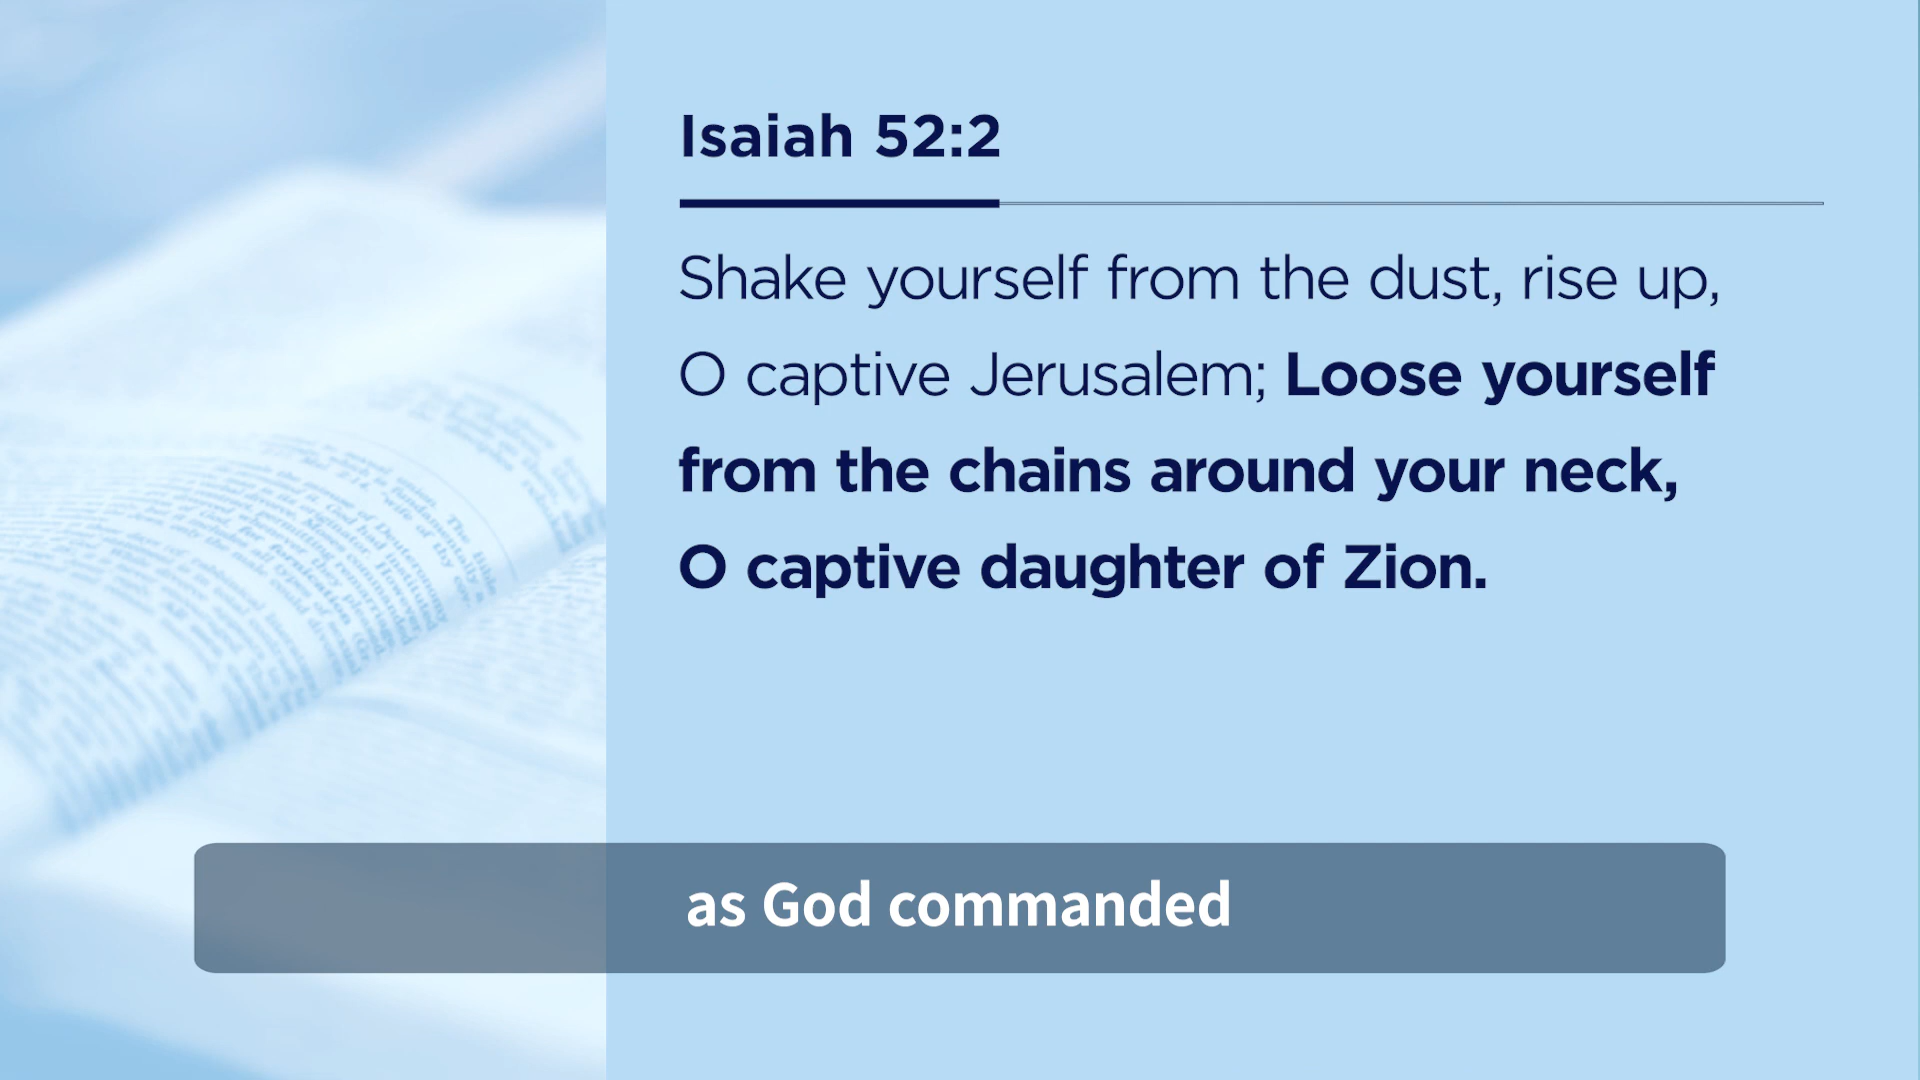 Isaiah 52:2
Shake yourself from the dust, rise up,
O captive Jerusalem; Loose yourself
from the chains around your neck,
O captive daughter of Zion.
as God commanded